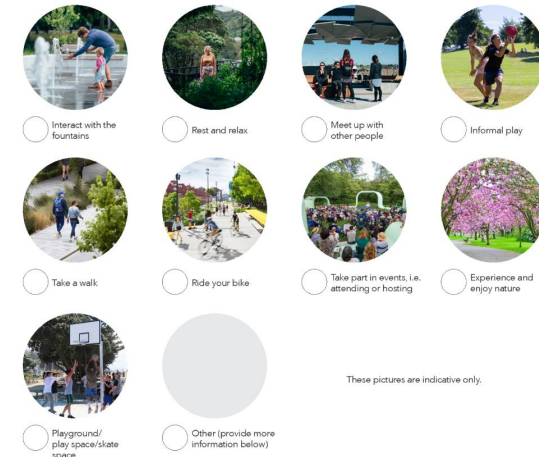 Interact with the
fountains
Rest and relax
Meet up with
other people
Informal play
Take a walk
Ride your bike
Take part in events, i.e.
attending or hosting
Experience and
enjoy nature
These pictures are indicative only.
Playground/
play space/skate
space
Other (provide more
information below)